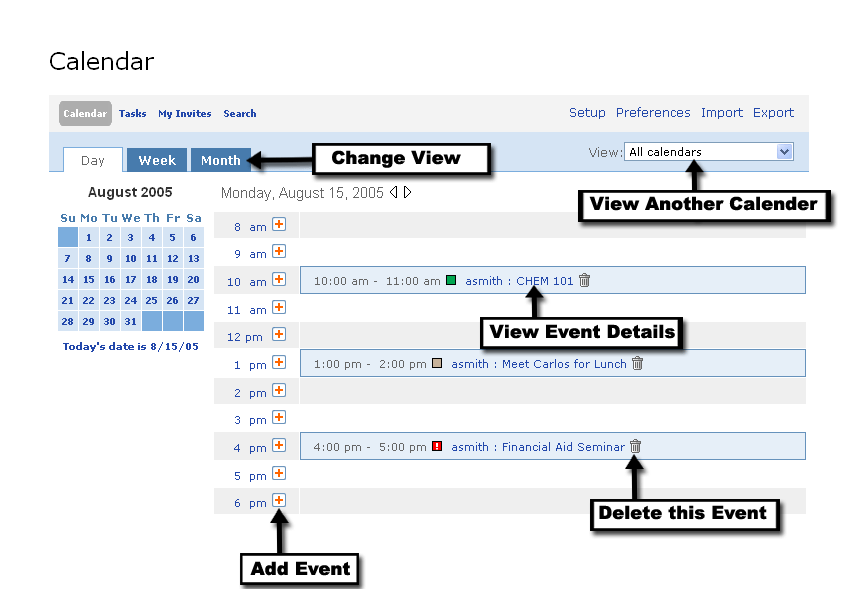 Calendar
Calendar Tasks My Invites Search
Setup Preferences Import Export
Day Week Month
Change View
View: All calendars
View Another Calender
August 2005
Su Mo Tu We Th Fr Sa
1 2 3 4 5 6
7 8 9 10 11 12 13
14 15 16 17 18 19 20
21 22 23 24 25 26 27
28 29 30 31
Today's date is 8/15/05
Monday, August 15, 2005
8 am
9 am
10 am 10:00 am - 11:00 am asmith : CHEM 101
11 am
View Event Details
12 pm
1 pm 1:00 pm - 2:00 pm asmith : Meet Carlos for Lunch
2 pm
3 pm
4 pm 4:00 pm - 5:00 pm asmith : Financial Aid Seminar
5 pm
6 pm
Delete this Event
Add Event